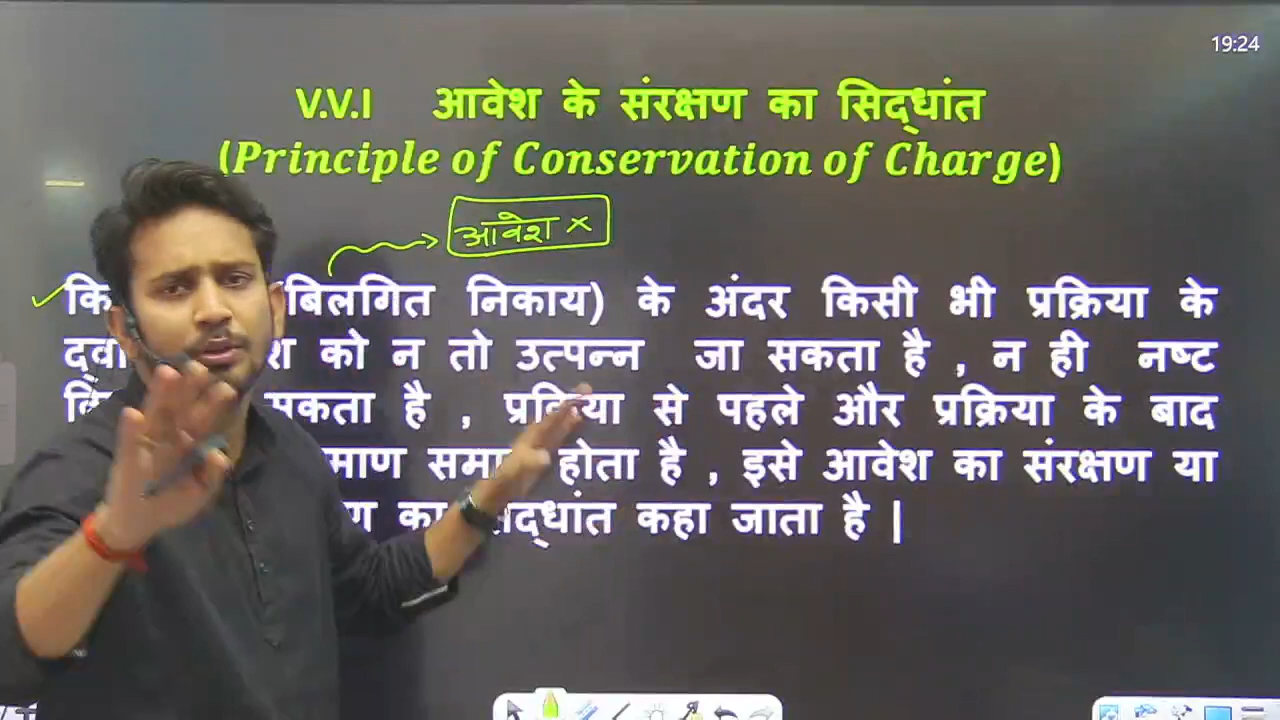 19:24
V.V.I आवेश के संरक्षण का सिद्धांत
(Principle of Conservation of Charge)
आवेश ×
बिलगित निकाय) के अंदर किसी भी प्रक्रिया के
को न तो उत्पन्न जा सकता है , न ही नष्ट
सकता है , प्रक्रिया से पहले और प्रक्रिया के बाद
होता है , इसे आवेश का संरक्षण या
का सिद्धांत कहा जाता है |